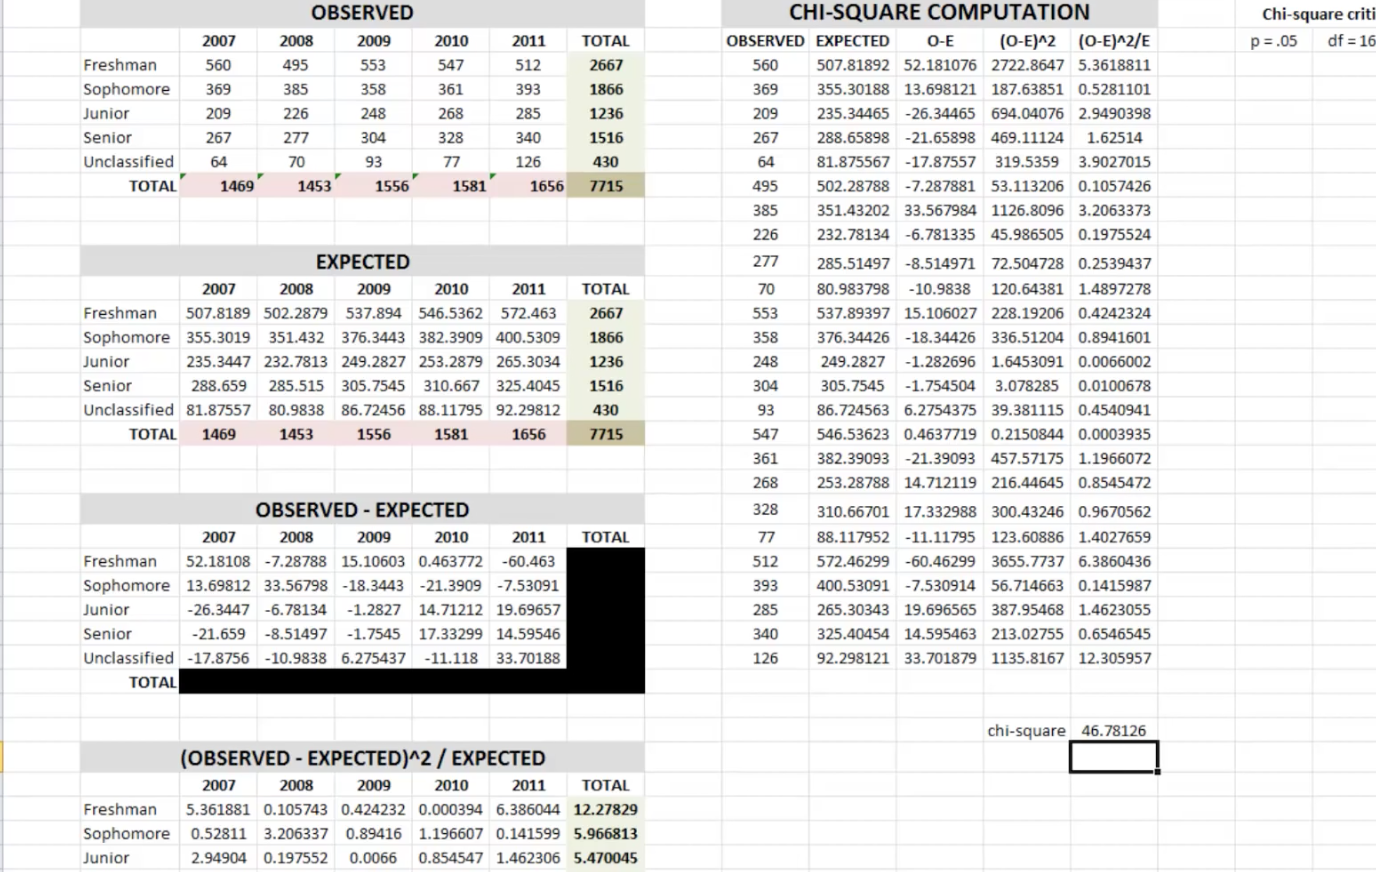 OBSERVED
2007 2008 2009 2010 2011 TOTAL
Freshman 560 495 553 547 512 2667
Sophomore 369 385 358 361 393 1866
Junior 209 226 248 268 285 1236
Senior 267 277 304 328 340 1516
Unclassified 64 70 93 77 126 430
TOTAL 1469 1453 1556 1581 1656 7715
EXPECTED
2007 2008 2009 2010 2011 TOTAL
Freshman 507.8189 502.2879 537.894 546.5362 572.463 2667
Sophomore 355.3019 351.432 376.3443 382.3909 400.5309 1866
Junior 235.3447 232.7813 249.2827 253.2879 265.3034 1236
Senior 288.659 285.515 305.7545 310.667 325.4045 1516
Unclassified 81.87557 80.9838 86.72456 88.11795 92.29812 430
TOTAL 1469 1453 1556 1581 1656 7715
OBSERVED - EXPECTED
2007 2008 2009 2010 2011 TOTAL
Freshman 52.18108 -7.28788 15.10603 0.463772 -60.463
Sophomore 13.69812 33.56798 -18.3443 -21.3909 -7.53091
Junior -26.3447 -6.78134 -1.2827 14.71212 19.69657
Senior -21.659 -8.51497 -1.7545 17.33299 14.59546
Unclassified -17.8756 -10.9838 6.275437 -11.118 33.70188
TOTAL
(OBSERVED - EXPECTED)^2 / EXPECTED
2007 2008 2009 2010 2011 TOTAL
Freshman 5.361881 0.105743 0.424232 0.000394 6.386044 12.27829
Sophomore 0.52811 3.206337 0.89416 1.196607 0.141599 5.966813
Junior 2.94904 0.197552 0.0066 0.854547 1.462306 5.470045
CHI-SQUARE COMPUTATION
OBSERVED EXPECTED O-E (O-E)^2 (O-E)^2/E
560 507.81892 52.181076 2722.8647 5.3618811
369 355.30188 13.698121 187.63851 0.5281101
209 235.34465 -26.34465 694.04076 2.9490398
267 288.65898 -21.65898 469.11124 1.62514
64 81.875567 -17.87557 319.5359 3.9027015
495 502.28788 -7.287881 53.113206 0.1057426
385 351.43202 33.567984 1126.8096 3.2063373
226 232.78134 -6.781335 45.986505 0.1975524
277 285.51497 -8.514971 72.504728 0.2539437
70 80.983798 -10.9838 120.64381 1.4897278
553 537.89397 15.106027 228.19206 0.4242324
358 376.34426 -18.34426 336.51204 0.8941601
248 249.2827 -1.282696 1.6453091 0.0066002
304 305.7545 -1.754504 3.078285 0.0100678
93 86.724563 6.2754375 39.381115 0.4540941
547 546.53623 0.4637719 0.2150844 0.0003935
361 382.39093 -21.39093 457.57175 1.1966072
268 253.28788 14.712119 216.44645 0.8545472
328 310.66701 17.332988 300.43246 0.9670562
77 88.117952 -11.11795 123.60886 1.4027659
512 572.46299 -60.46299 3655.7737 6.3860436
393 400.53091 -7.530914 56.714663 0.1415987
285 265.30343 19.696565 387.95468 1.4623055
340 325.40454 14.595463 213.02755 0.6546545
126 92.298121 33.701879 1135.8167 12.305957
chi-square 46.78126
Chi-square criti
p = .05 df = 16